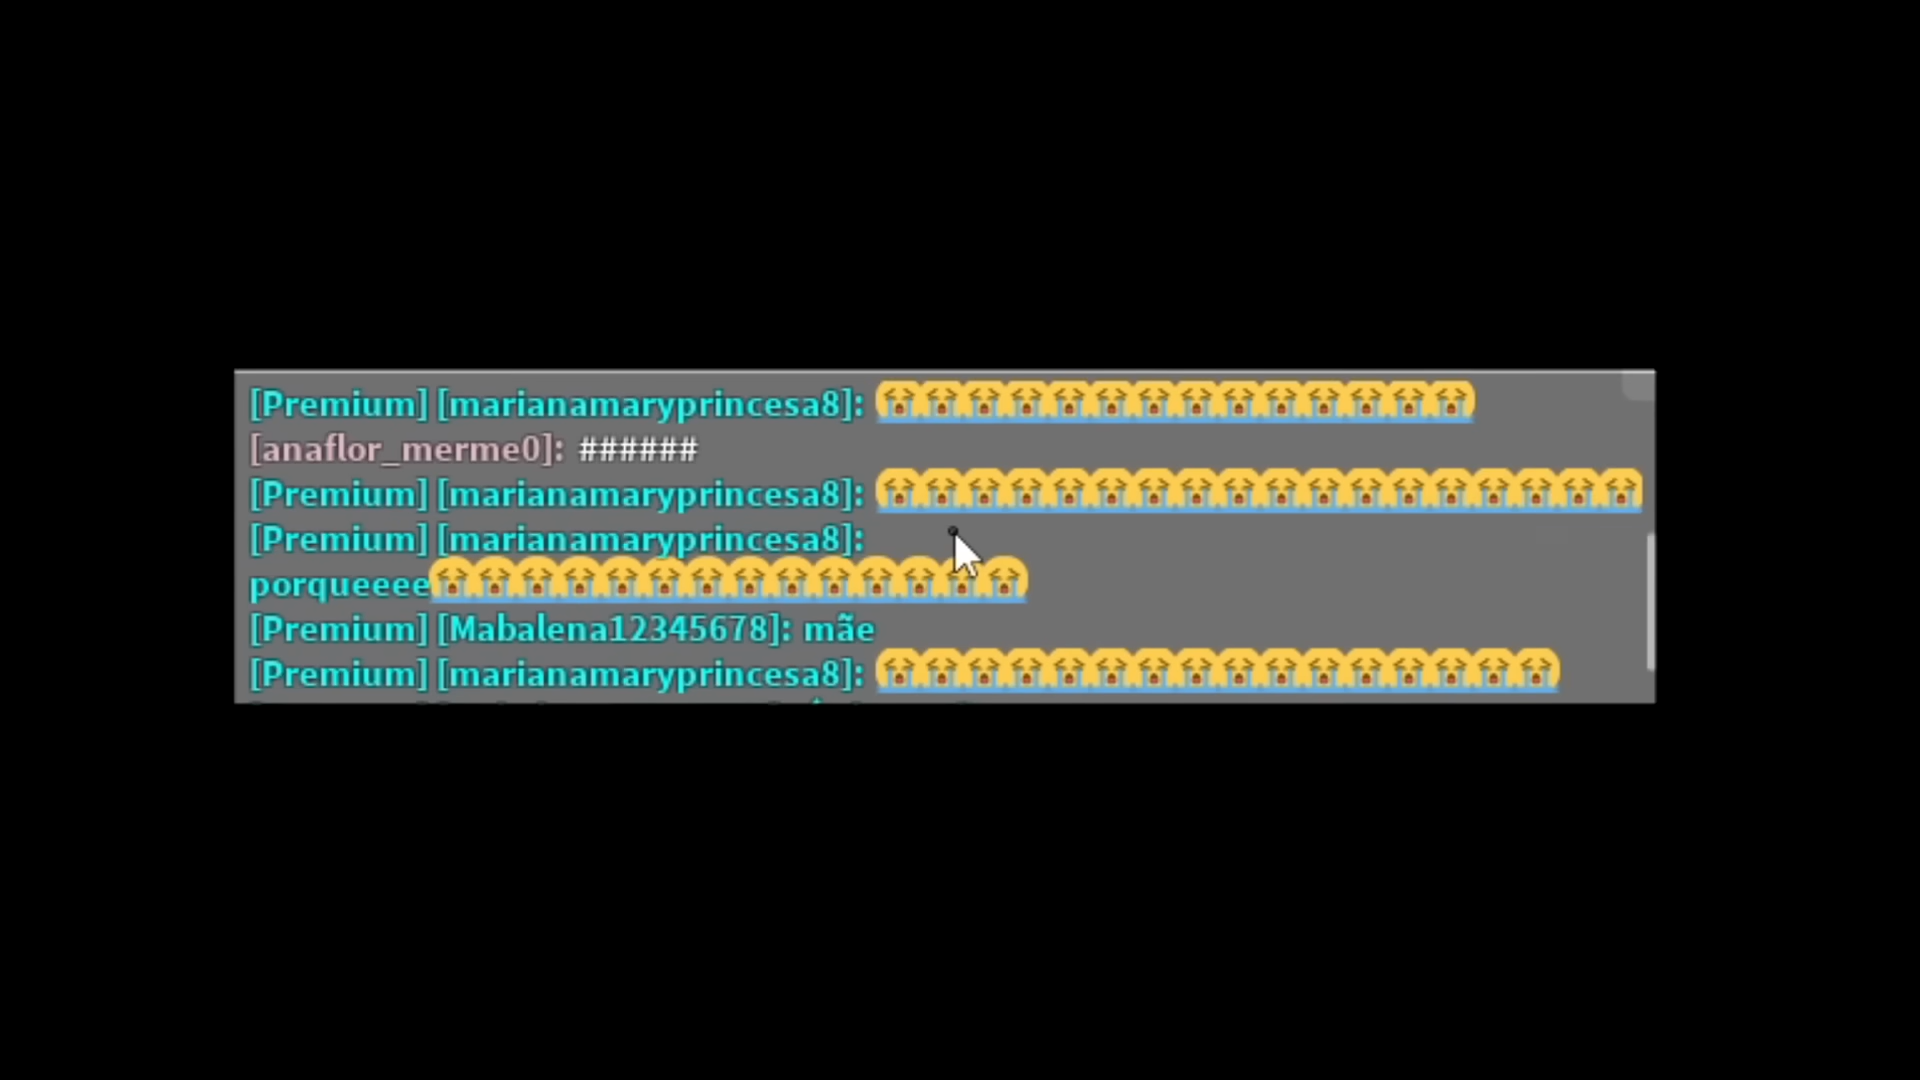 [Premium] [marianamaryprincesa8]: 😭😭😭😭😭😭😭😭😭😭😭😭😭😭
[anaflor_merme0]: ######
[Premium] [marianamaryprincesa8]: 😭😭😭😭😭😭😭😭😭😭😭😭😭😭😭😭😭😭
[Premium] [marianamaryprincesa8]:
porqueeee😭😭😭😭😭😭😭😭😭😭😭😭😭😭
[Premium] [Mabalena12345678]: mãe
[Premium] [marianamaryprincesa8]: 😭😭😭😭😭😭😭😭😭😭😭😭😭😭😭😭